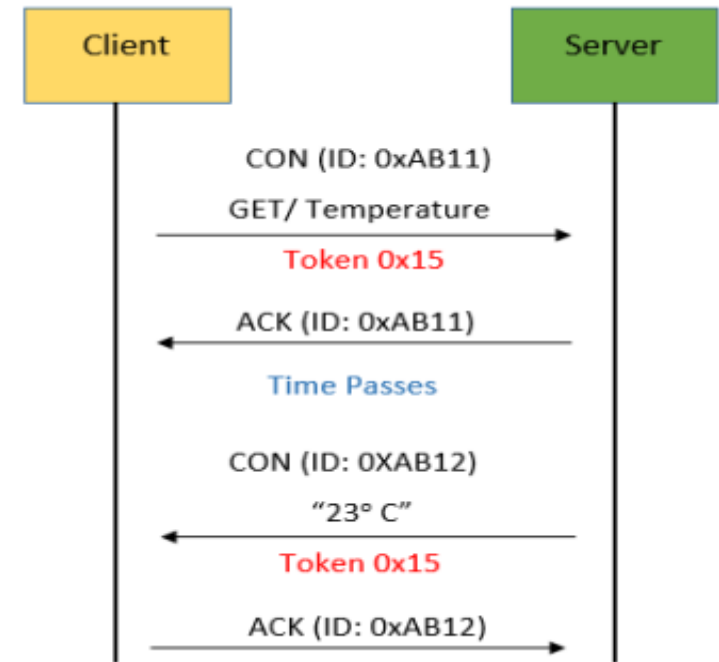 Client
Server
CON (ID: 0xAB11)
GET/ Temperature
Token 0x15
ACK (ID: 0xAB11)
Time Passes
CON (ID: 0XAB12)
“23° C”
Token 0x15
ACK (ID: 0xAB12)